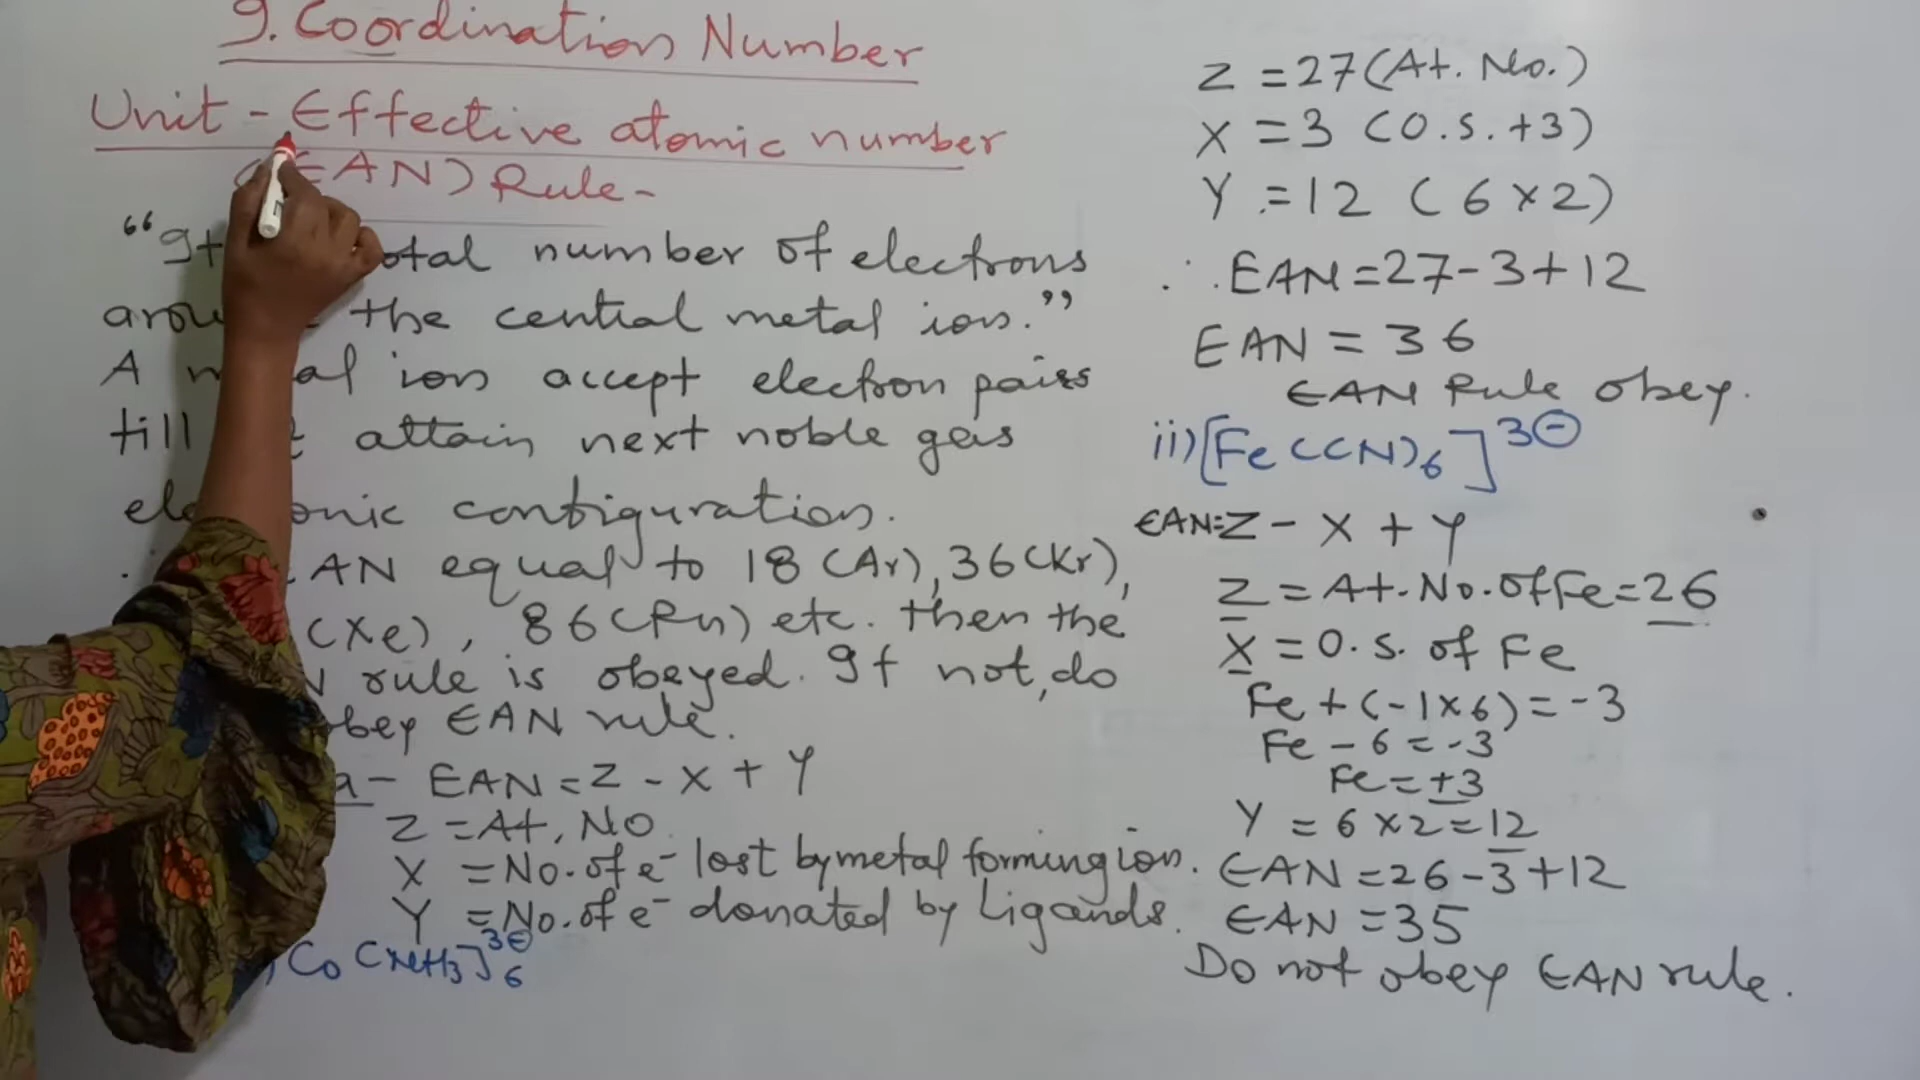 9. Coordination Number
Unit - Effective atomic number
EAN) Rule -
"It total number of electrons
the central metal ion."
A ion accept electron pairs
till attain next noble gas
configuration.
EAN equal to 18 (Ar), 36 (Kr),
(Xe), 86 (Rn) etc. then the
rule is obeyed. If not, do
obey EAN rule.
EAN = Z - X + Y
Z = At. No.
X = No. of e⁻ lost by metal forming ion.
Y = No. of e⁻ donated by Ligands.
Co (NH3]₆³⊖
Z = 27 (At. No.)
X = 3 (O.S. +3)
Y = 12 (6 × 2)
∴ EAN = 27 - 3 + 12
EAN = 36
EAN Rule obey.
ii) [Fe (CN)₆]³⊖
EAN = Z - X + Y
Z = At. No. of Fe = 26
X = O.S. of Fe
Fe + (-1 × 6) = -3
Fe - 6 = -3
Fe = +3
Y = 6 × 2 = 12
EAN = 26 - 3 + 12
EAN = 35
Do not obey EAN rule.